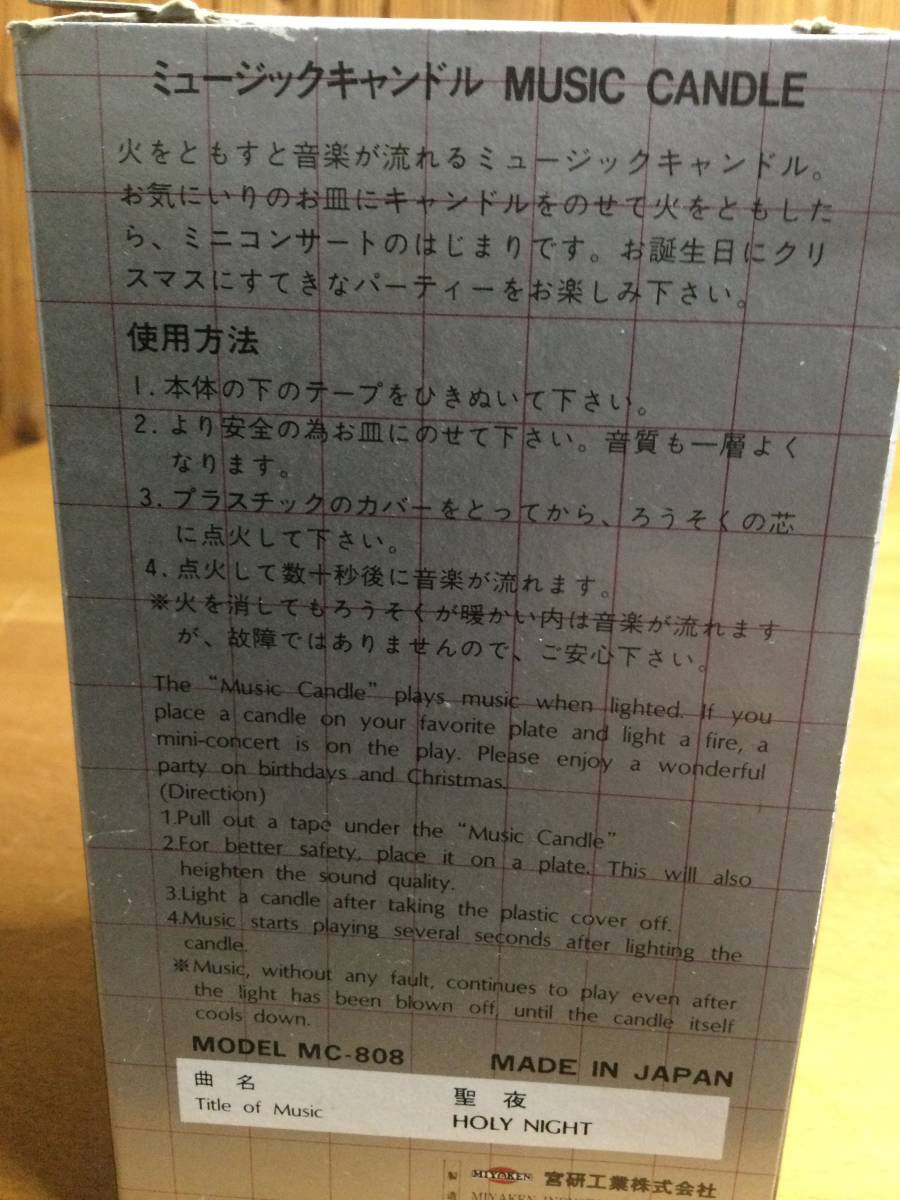 ミュージックキャンドル MUSIC CANDLE
火をともすと音楽が流れるミュージックキャンドル。
お気にいりのお皿にキャンドルをのせて火をともした
ら、ミニコンサートのはじまりです。お誕生日にクリ
スマスにすてきなパーティーをお楽しみ下さい。
使用方法
1.本体の下のテープをひきぬいて下さい。
2.より安全の為お皿にのせて下さい。音質も一層よく
なります。
3.プラスチックのカバーをとってから、ろうそくの芯
に点火して下さい。
4.点火して数十秒後に音楽が流れます。
※火を消してもろうそくが暖かい内は音楽が流れます
が、故障ではありませんので、ご安心下さい。
The "Music Candle" plays music when lighted. If you
place a candle on your favorite plate and light a fire, a
mini-concert is on the play. Please enjoy a wonderful
party on birthdays and Christmas.
(Direction)
1.Pull out a tape under the "Music Candle"
2.For better safety, place it on a plate. This will also
heighten the sound quality.
3.Light a candle after taking the plastic cover off.
4.Music starts playing several seconds after lighting the
candle.
※Music, without any fault, continues to play even after
the light has been blown off, until the candle itself
cools down.
MODEL MC-808 MADE IN JAPAN
曲名 聖夜
Title of Music HOLY NIGHT
製造 MIYAKEN 宮研工業株式会社
MIYAKEN